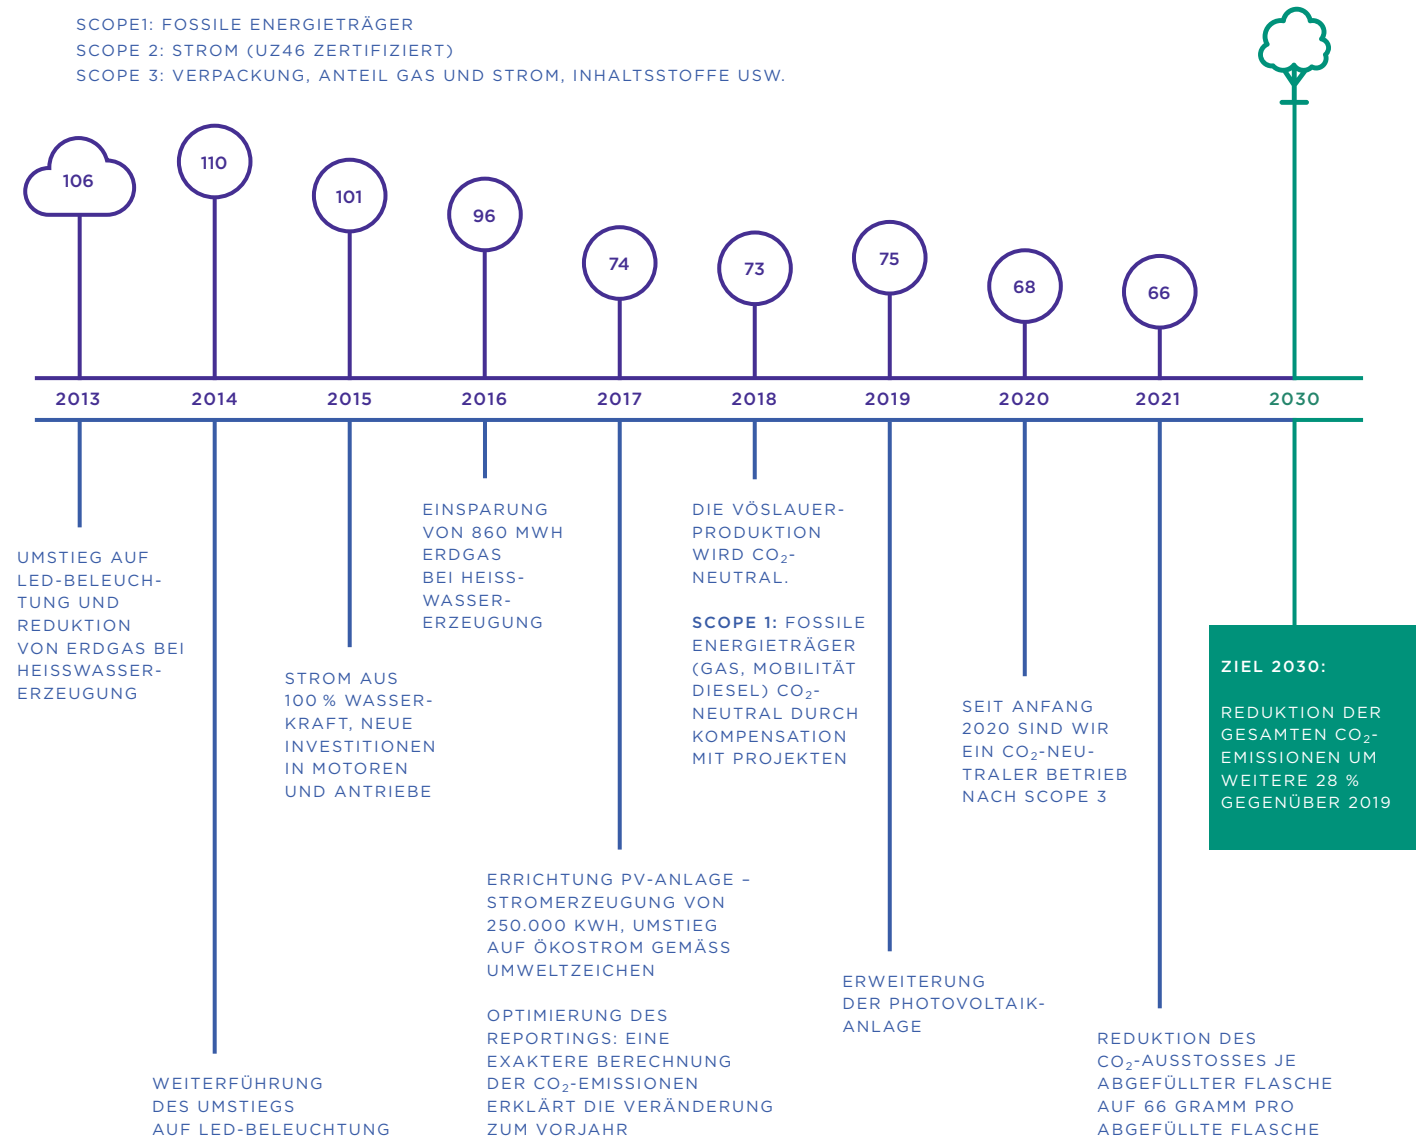 SCOPE1: FOSSILE ENERGIETRÄGER
SCOPE 2: STROM (UZ46 ZERTIFIZIERT)
SCOPE 3: VERPACKUNG, ANTEIL GAS UND STROM, INHALTSSTOFFE USW.
106
110
101
96
74
73
75
68
66
2013
2014
2015
2016
2017
2018
2019
2020
2021
2030
UMSTIEG AUF
LED-BELEUCH-
TUNG UND
REDUKTION
VON ERDGAS BEI
HEISSWASSER-
ERZEUGUNG
WEITERFÜHRUNG
DES UMSTIEGS
AUF LED-BELEUCHTUNG
STROM AUS
100 % WASSER-
KRAFT, NEUE
INVESTITIONEN
IN MOTOREN
UND ANTRIEBE
EINSPARUNG
VON 860 MWH
ERDGAS
BEI HEISS-
WASSER-
ERZEUGUNG
ERRICHTUNG PV-ANLAGE –
STROMERZEUGUNG VON
250.000 KWH, UMSTIEG
AUF ÖKOSTROM GEMÄSS
UMWELTZEICHEN
OPTIMIERUNG DES
REPORTINGS: EINE
EXAKTERE BERECHNUNG
DER CO₂-EMISSIONEN
ERKLÄRT DIE VERÄNDERUNG
ZUM VORJAHR
DIE VÖSLAUER-
PRODUKTION
WIRD CO₂-
NEUTRAL.
SCOPE 1: FOSSILE
ENERGIETRÄGER
(GAS, MOBILITÄT
DIESEL) CO₂-
NEUTRAL DURCH
KOMPENSATION
MIT PROJEKTEN
ERWEITERUNG
DER PHOTOVOLTAIK-
ANLAGE
SEIT ANFANG
2020 SIND WIR
EIN CO₂-NEU-
TRALER BETRIEB
NACH SCOPE 3
REDUKTION DES
CO₂-AUSSTOSSES JE
ABGEFÜLLTER FLASCHE
AUF 66 GRAMM PRO
ABGEFÜLLTE FLASCHE
ZIEL 2030:
REDUKTION DER
GESAMTEN CO₂-
EMISSIONEN UM
WEITERE 28 %
GEGENÜBER 2019